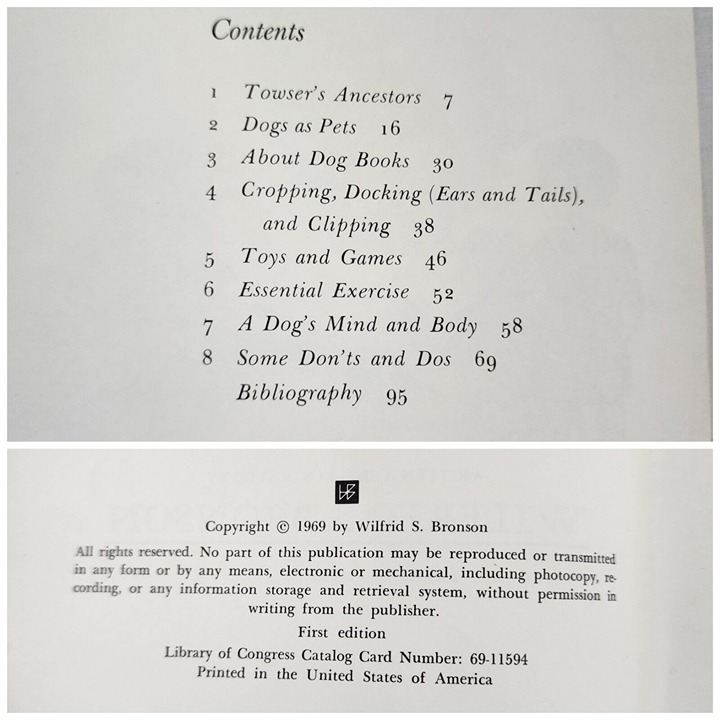 Contents
1 Towser's Ancestors 7
2 Dogs as Pets 16
3 About Dog Books 30
4 Cropping, Docking (Ears and Tails),
and Clipping 38
5 Toys and Games 46
6 Essential Exercise 52
7 A Dog's Mind and Body 58
8 Some Don'ts and Dos 69
Bibliography 95
Copyright © 1969 by Wilfrid S. Bronson
All rights reserved. No part of this publication may be reproduced or transmitted
in any form or by any means, electronic or mechanical, including photocopy, re-
cording, or any information storage and retrieval system, without permission in
writing from the publisher.
First edition
Library of Congress Catalog Card Number: 69-11594
Printed in the United States of America